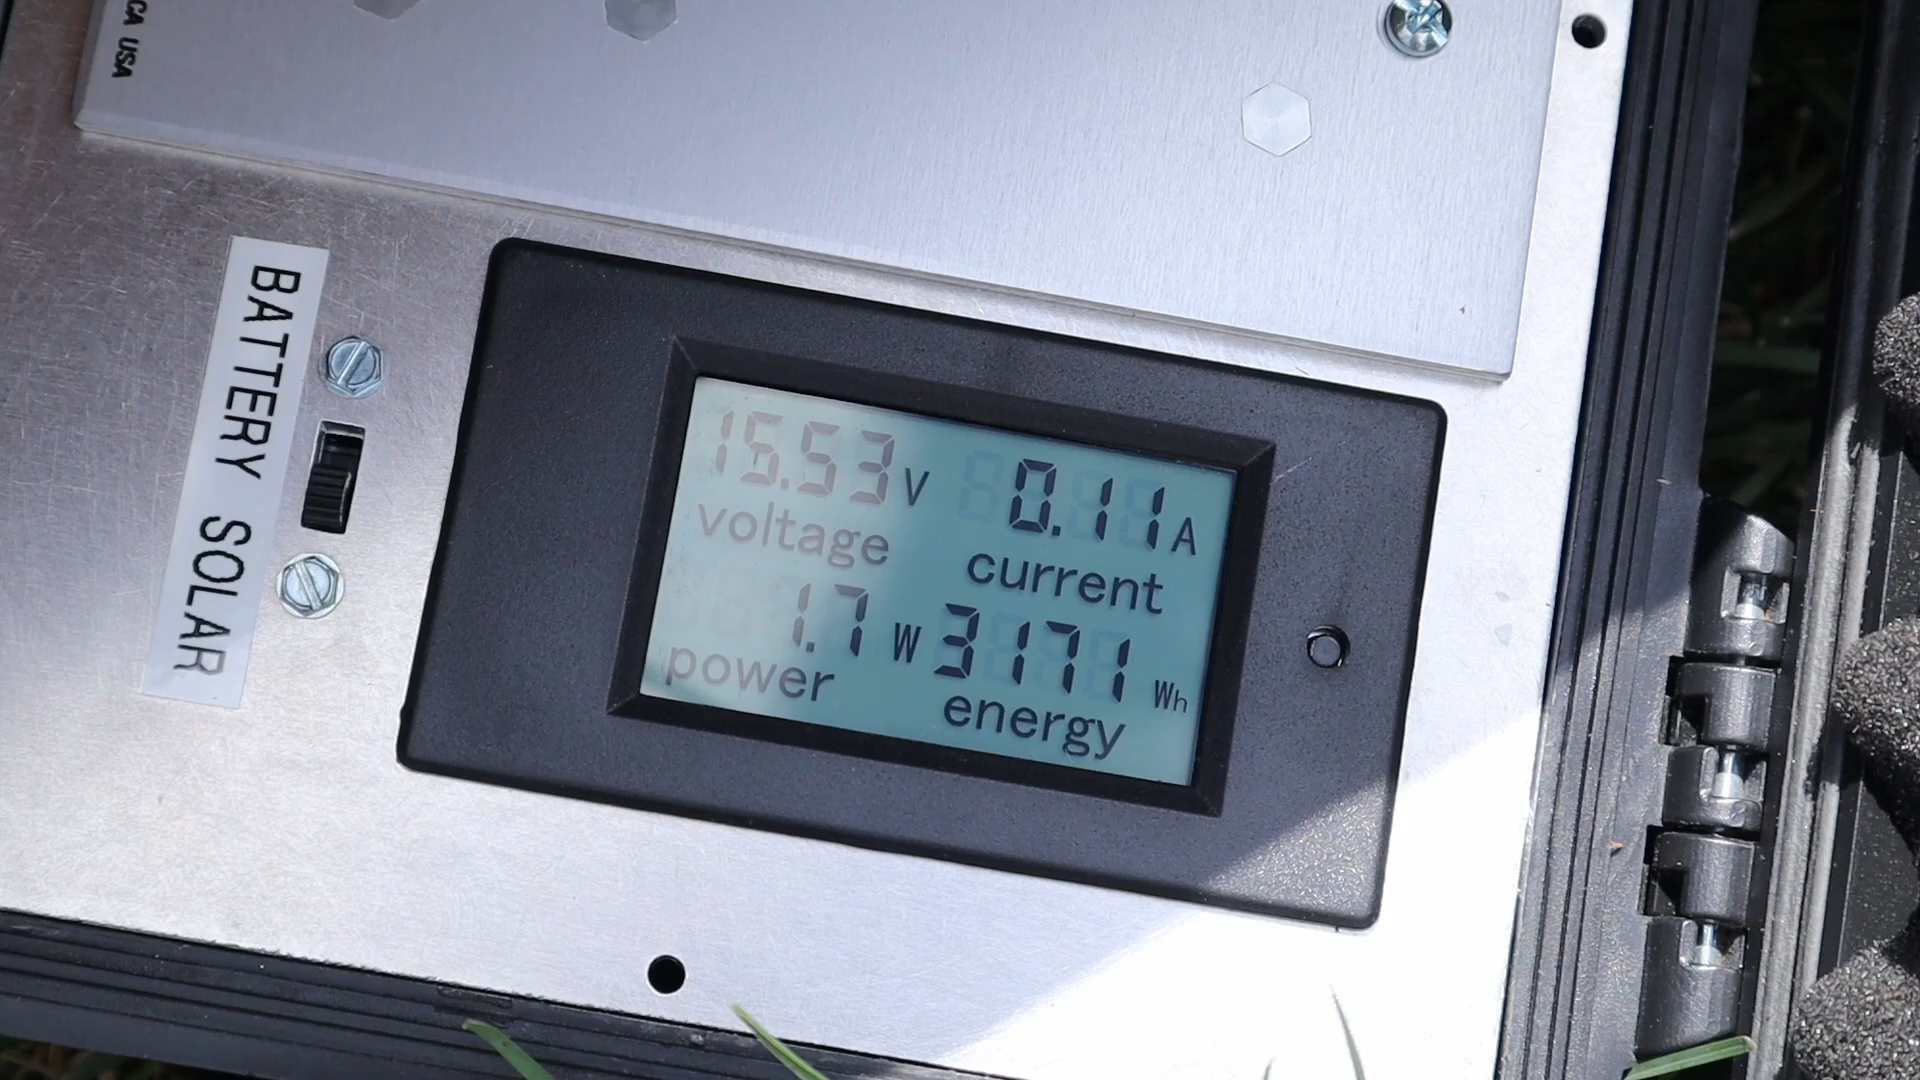 CA USA
BATTERY SOLAR
15.53 V 0.11 A
voltage current
1.7 W 3171 Wh
power energy